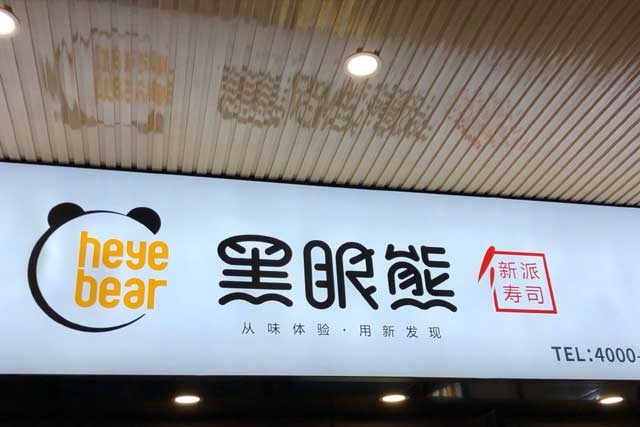 heye
bear
黑眼熊
从味体验·用新发现
新派
寿司
TEL:4000-